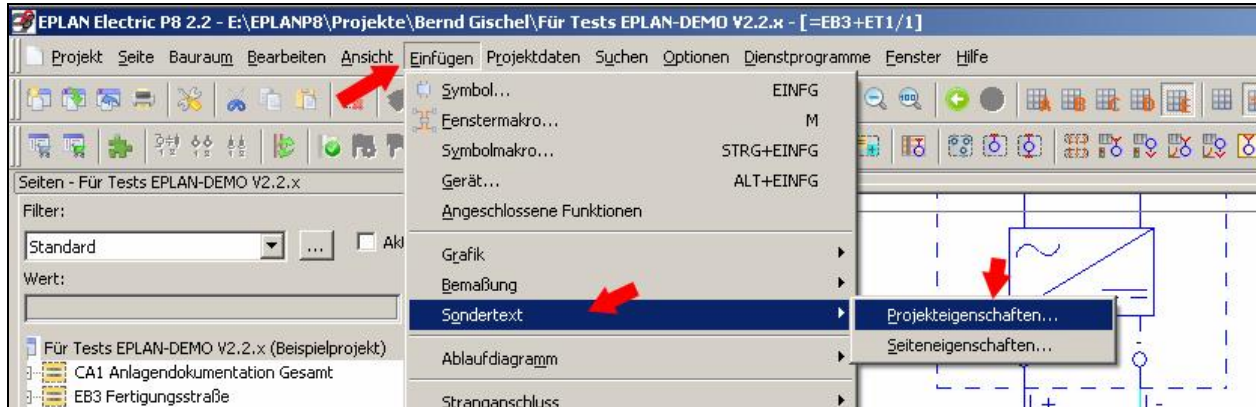 EPLAN Electric P8 2.2 - E:\EPLANP8\Projekte\Bernd Gischel\Für Tests EPLAN-DEMO V2.2.x - [=EB3+ET1/1]
Projekt Seite Bauraum Bearbeiten Ansicht Einfügen Projektdaten Suchen Optionen Dienstprogramme Fenster Hilfe
Symbol... EINFG
Fenstermakro... M
Symbolmakro... STRG+EINFG
Gerät... ALT+EINFG
Angeschlossene Funktionen
Grafik
Bemaßung
Sondertext
Ablaufdiagramm
Stranganschluss
Projekteigenschaften...
Seiteneigenschaften...
Seiten - Für Tests EPLAN-DEMO V2.2.x
Filter:
Standard
...
Wert:
Für Tests EPLAN-DEMO V2.2.x (Beispielprojekt)
CA1 Anlagendokumentation Gesamt
EB3 Fertigungsstraße
L+
L-